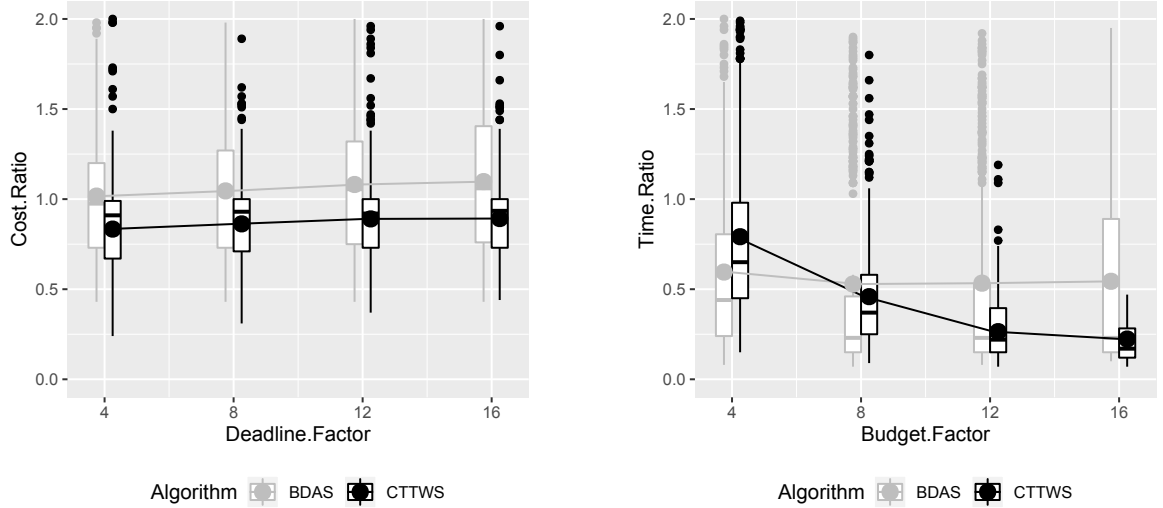 2.0
1.5
1.0
0.5
0.0
Cost.Ratio
4 8 12 16
Deadline.Factor
Algorithm BDAS CTTWS
2.0
1.5
1.0
0.5
0.0
Time.Ratio
4 8 12 16
Budget.Factor
Algorithm BDAS CTTWS